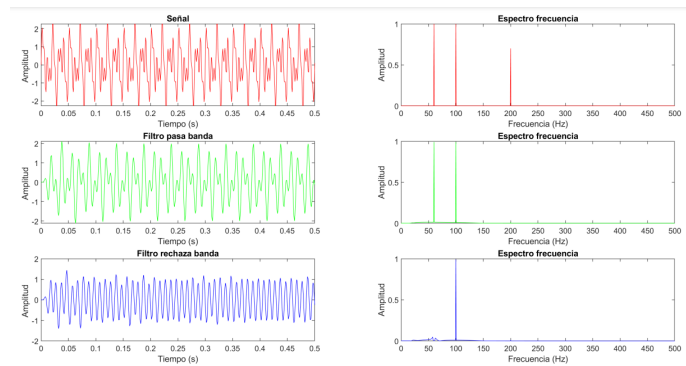 Señal
Amplitud
2
1
0
-1
-2
0 0.05 0.1 0.15 0.2 0.25 0.3 0.35 0.4 0.45 0.5
Tiempo (s)
Espectro frecuencia
Amplitud
1
0.5
0
0 50 100 150 200 250 300 350 400 450 500
Frecuencia (Hz)
Filtro pasa banda
Amplitud
2
1
0
-1
-2
0 0.05 0.1 0.15 0.2 0.25 0.3 0.35 0.4 0.45 0.5
Tiempo (s)
Espectro frecuencia
Amplitud
1
0.5
0
0 50 100 150 200 250 300 350 400 450 500
Frecuencia (Hz)
Filtro rechaza banda
Amplitud
2
1
0
-1
-2
0 0.05 0.1 0.15 0.2 0.25 0.3 0.35 0.4 0.45 0.5
Tiempo (s)
Espectro frecuencia
Amplitud
1
0.5
0
0 50 100 150 200 250 300 350 400 450 500
Frecuencia (Hz)